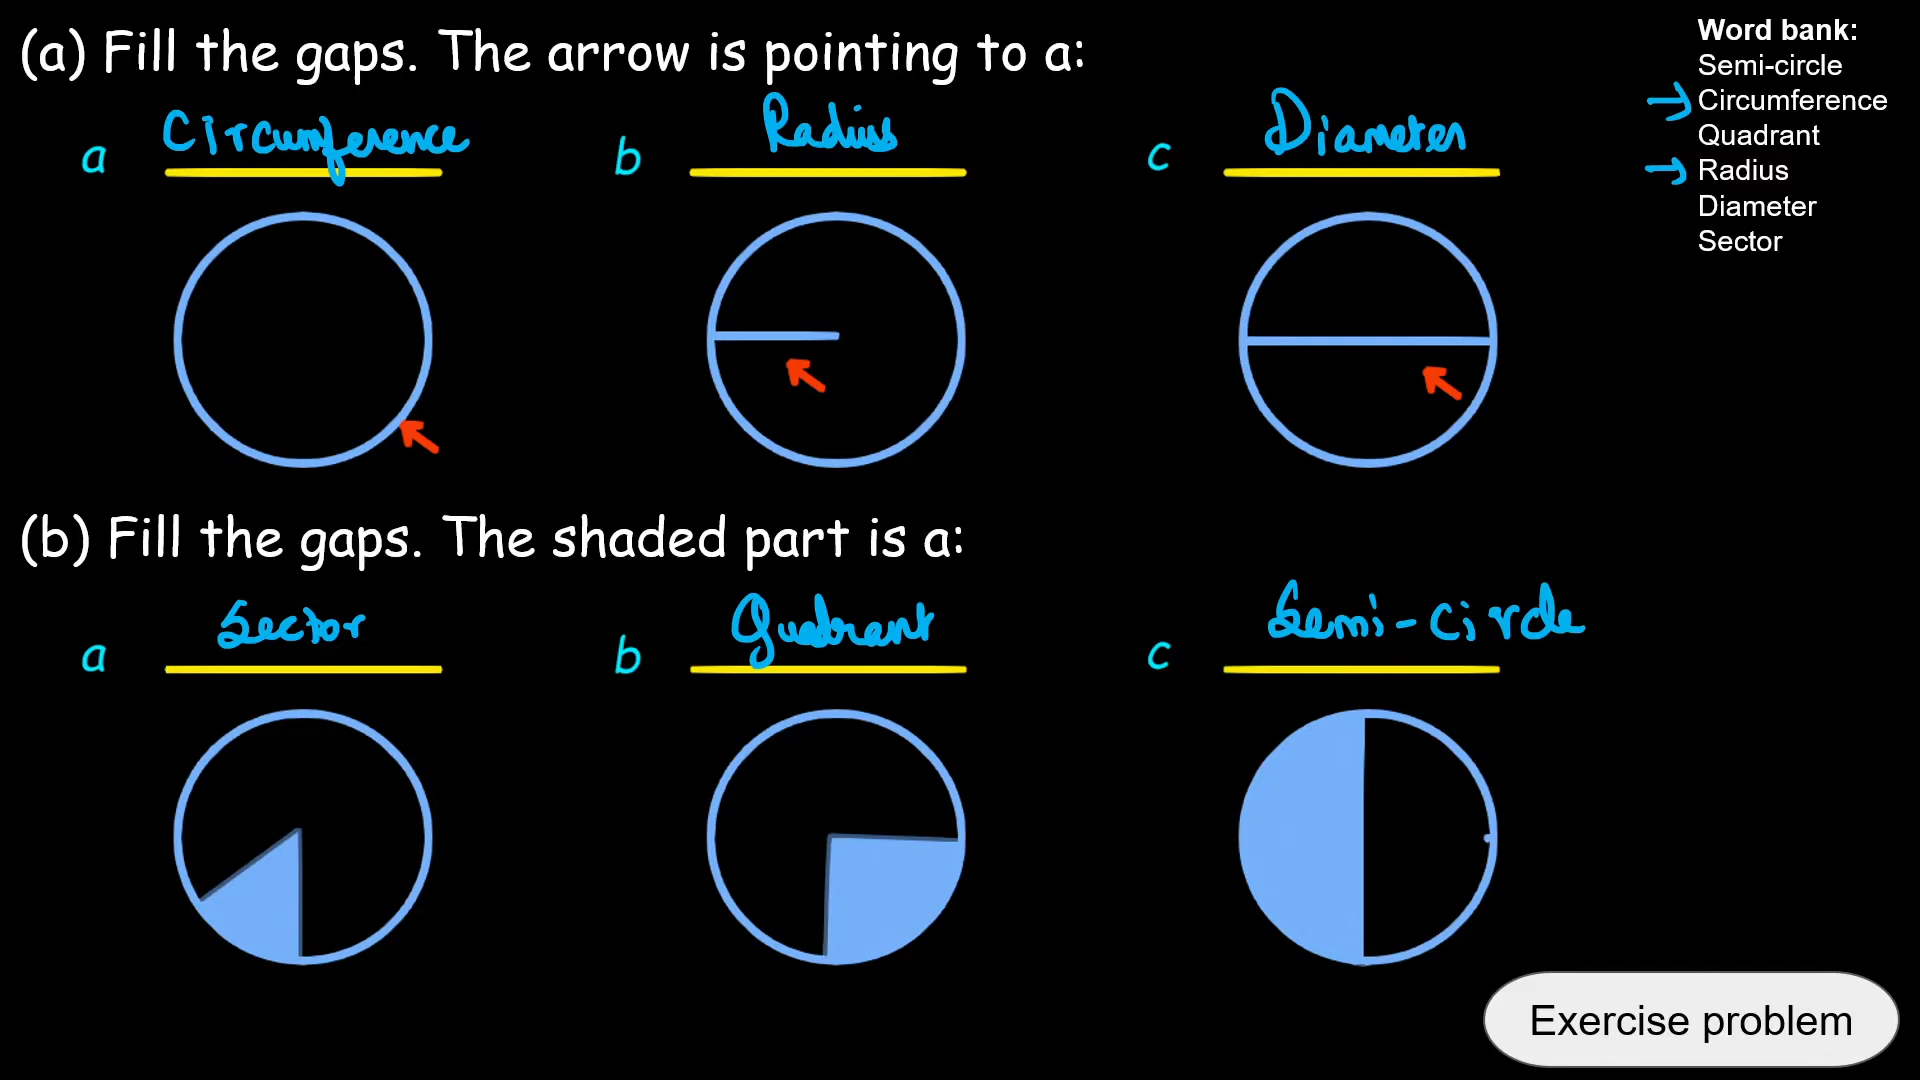 (a) Fill the gaps. The arrow is pointing to a:
a Circumference
b Radius
c Diameter
Word bank:
Semi-circle
Circumference
Quadrant
Radius
Diameter
Sector
(b) Fill the gaps. The shaded part is a:
a Sector
b Quadrant
c Semi-circle
Exercise problem